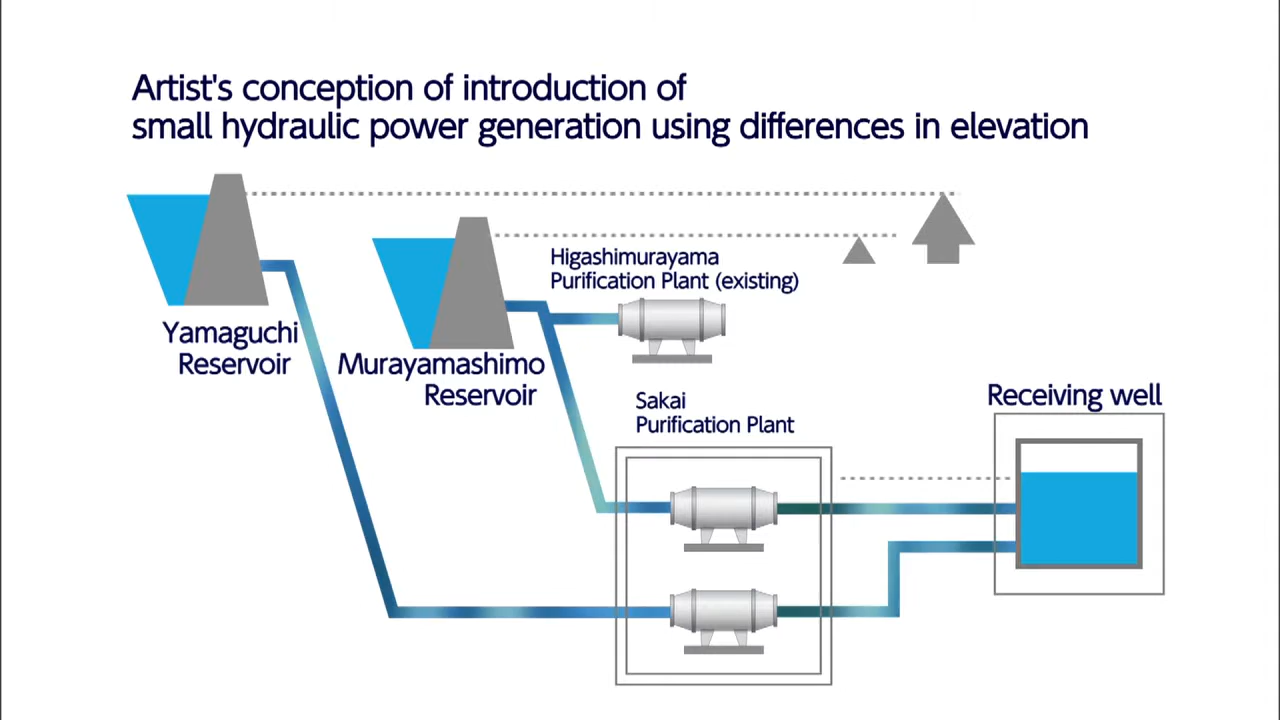 Artist's conception of introduction of
small hydraulic power generation using differences in elevation
Higashimurayama
Purification Plant (existing)
Yamaguchi
Reservoir
Murayamashimo
Reservoir
Sakai
Purification Plant
Receiving well